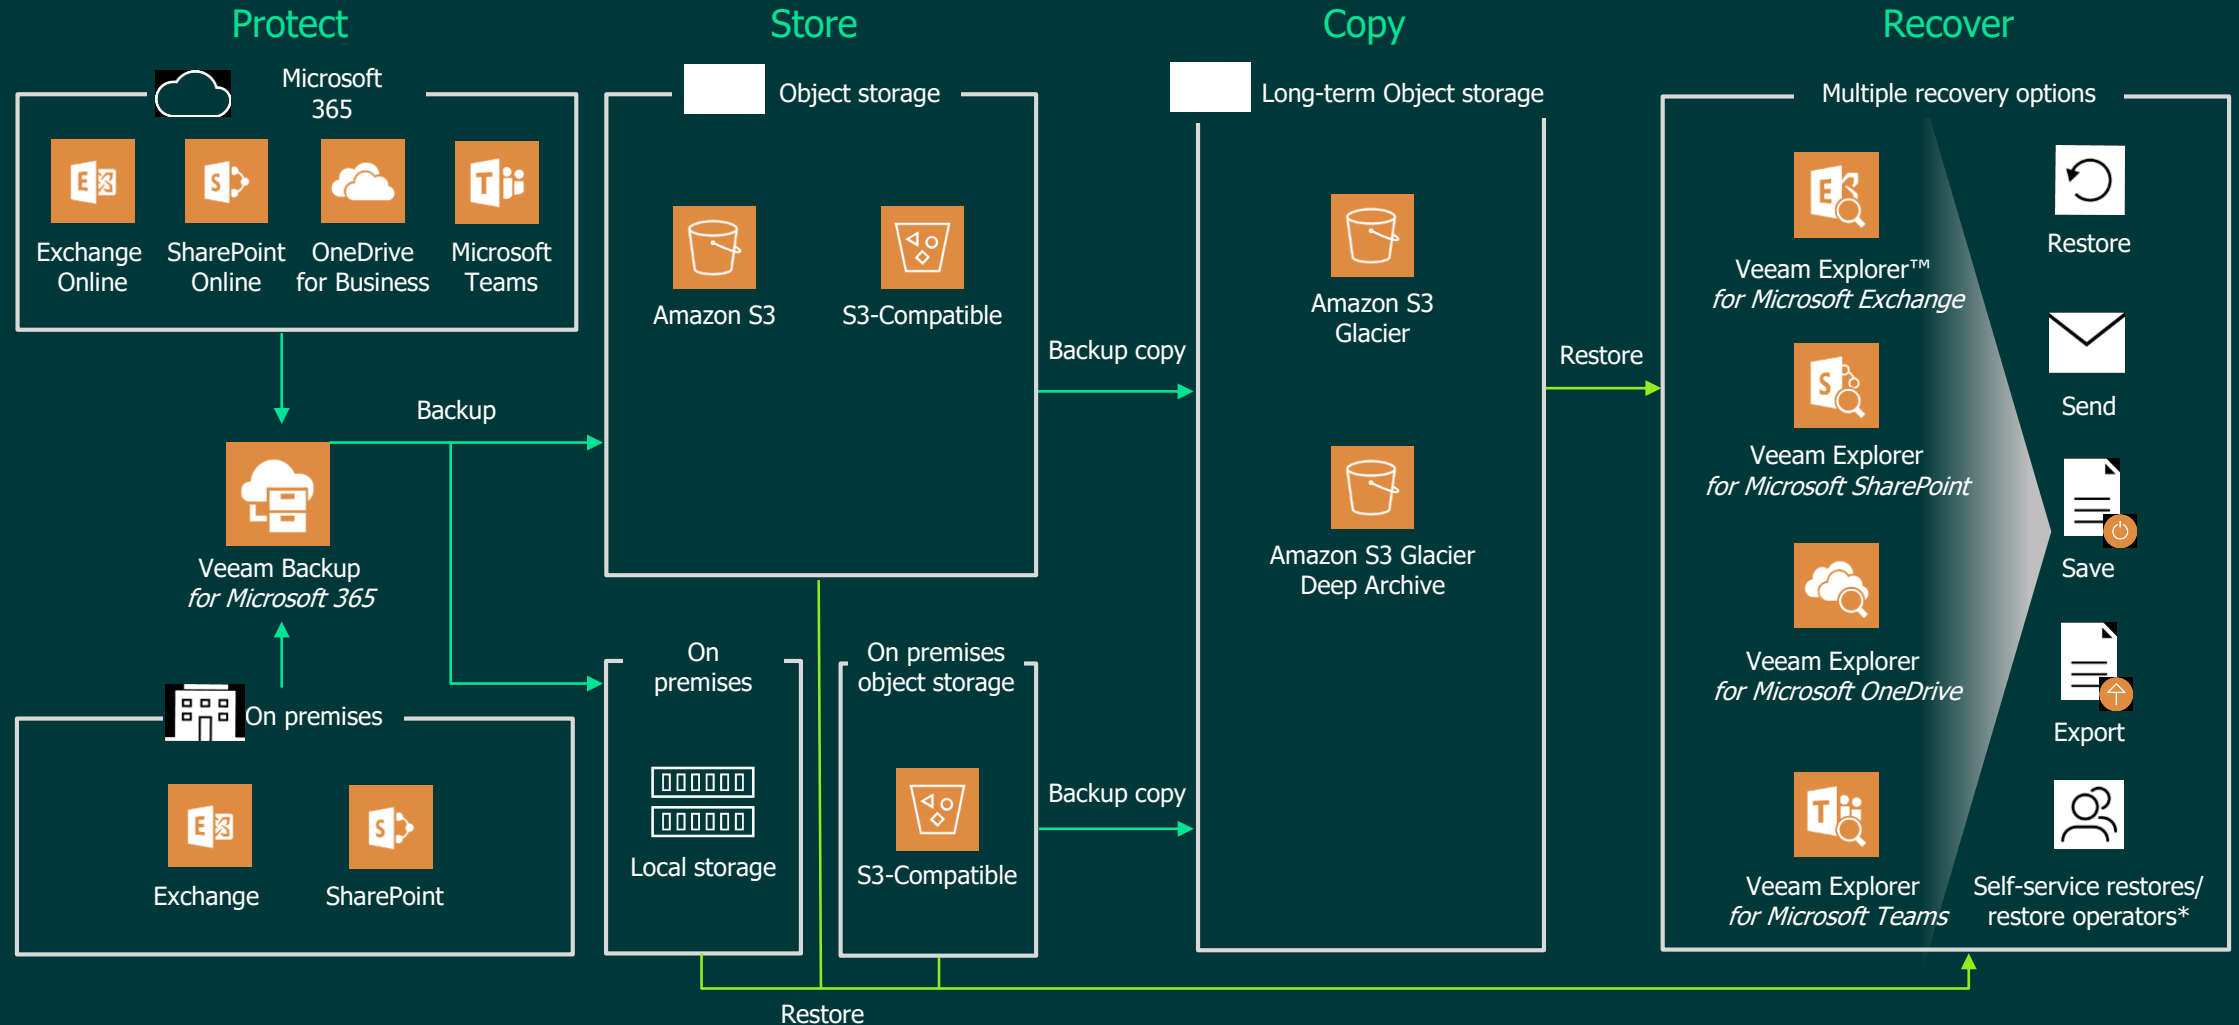 Protect
Store
Copy
Recover
Microsoft
365
Exchange
Online
SharePoint
Online
OneDrive
for Business
Microsoft
Teams
Backup
Veeam Backup
for Microsoft 365
On premises
Exchange
SharePoint
Object storage
Amazon S3
S3-Compatible
On
premises
Local storage
On premises
object storage
S3-Compatible
Backup copy
Backup copy
Long-term Object storage
Amazon S3
Glacier
Amazon S3 Glacier
Deep Archive
Restore
Multiple recovery options
Veeam Explorer™
for Microsoft Exchange
Veeam Explorer
for Microsoft SharePoint
Veeam Explorer
for Microsoft OneDrive
Veeam Explorer
for Microsoft Teams
Restore
Send
Save
Export
Self-service restores/
restore operators*
Restore